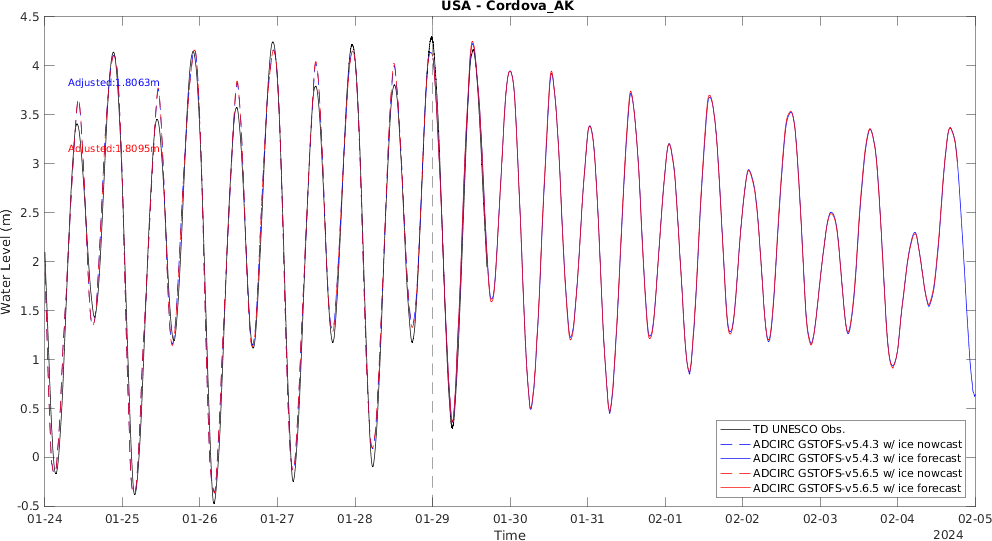 USA - Cordova_AK
4.5
4
3.5
3
2.5
2
1.5
1
0.5
0
-0.5
Water Level (m)
Adjusted:1.8063m
Adjusted:1.8095m
TD UNESCO Obs.
ADCIRC GSTOFS-v5.4.3 w/ ice nowcast
ADCIRC GSTOFS-v5.4.3 w/ ice forecast
ADCIRC GSTOFS-v5.6.5 w/ ice nowcast
ADCIRC GSTOFS-v5.6.5 w/ ice forecast
01-24 01-25 01-26 01-27 01-28 01-29 01-30 01-31 02-01 02-02 02-03 02-04 02-05
Time
2024